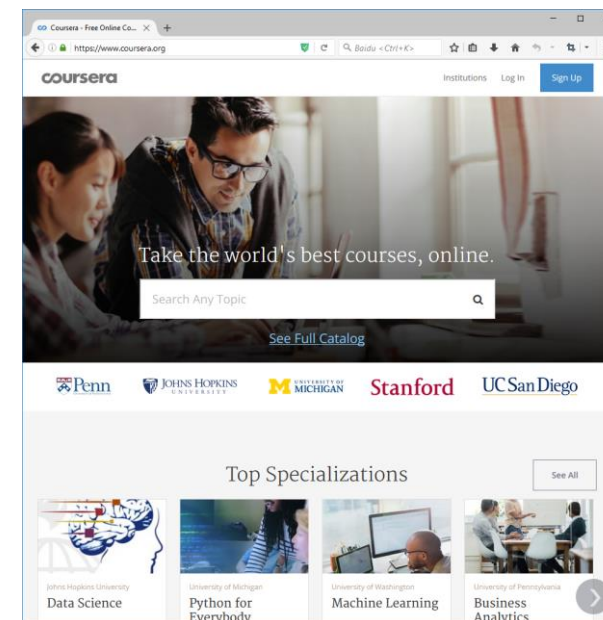 Coursera - Free Online Co...
https://www.coursera.org
Baidu <Ctrl+K>
coursera
Institutions Log In Sign Up
Take the world's best courses, online.
Search Any Topic
See Full Catalog
Penn
JOHNS HOPKINS
UNIVERSITY
M UNIVERSITY OF
MICHIGAN
Stanford
UC San Diego
Top Specializations
See All
Johns Hopkins University
Data Science
University of Michigan
Python for
Everybody
University of Washington
Machine Learning
University of Pennsylvania
Business
Analytics